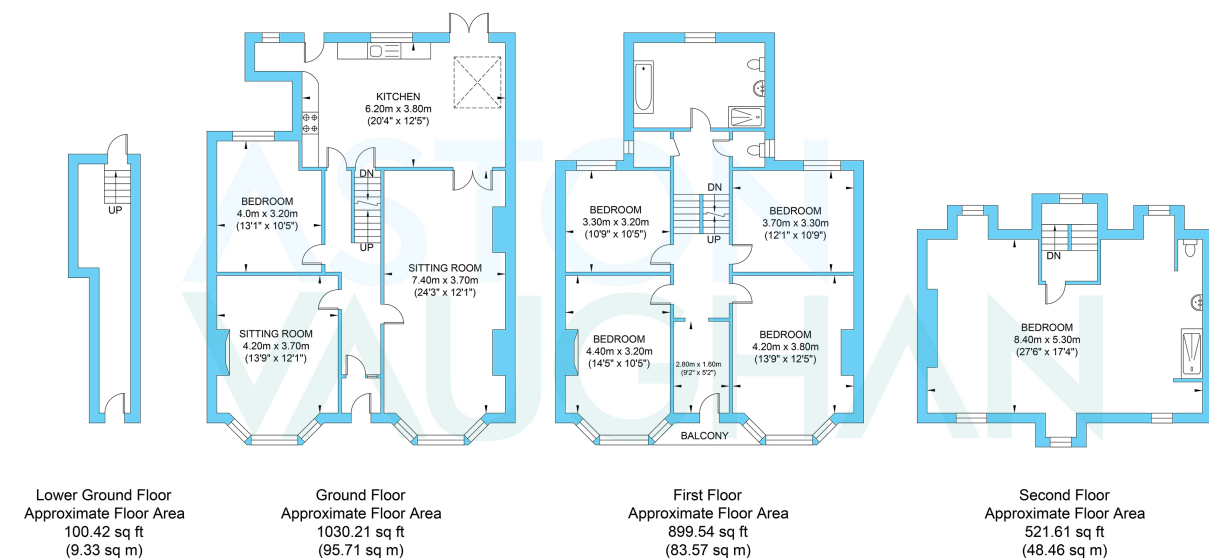 UP
Lower Ground Floor
Approximate Floor Area
100.42 sq ft
(9.33 sq m)
KITCHEN
6.20m x 3.80m
(20'4" x 12'5")
DN
UP
BEDROOM
4.0m x 3.20m
(13'1" x 10'5")
SITTING ROOM
7.40m x 3.70m
(24'3" x 12'1")
SITTING ROOM
4.20m x 3.70m
(13'9" x 12'1")
Ground Floor
Approximate Floor Area
1030.21 sq ft
(95.71 sq m)
DN
UP
BEDROOM
3.30m x 3.20m
(10'9" x 10'5")
BEDROOM
3.70m x 3.30m
(12'1" x 10'9")
BEDROOM
4.40m x 3.20m
(14'5" x 10'5")
2.80m x 1.60m
(9'2" x 5'2")
BEDROOM
4.20m x 3.80m
(13'9" x 12'5")
BALCONY
First Floor
Approximate Floor Area
899.54 sq ft
(83.57 sq m)
DN
BEDROOM
8.40m x 5.30m
(27'6" x 17'4")
Second Floor
Approximate Floor Area
521.61 sq ft
(48.46 sq m)
ASTON
VAUGHAN